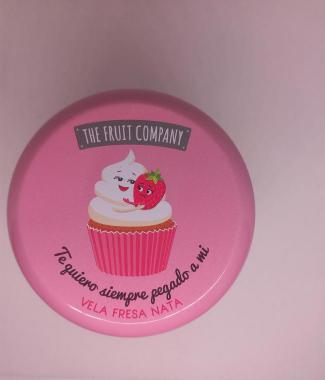 THE FRUIT COMPANY
Te quiero siempre pegado a mi
VELA FRESA NATA